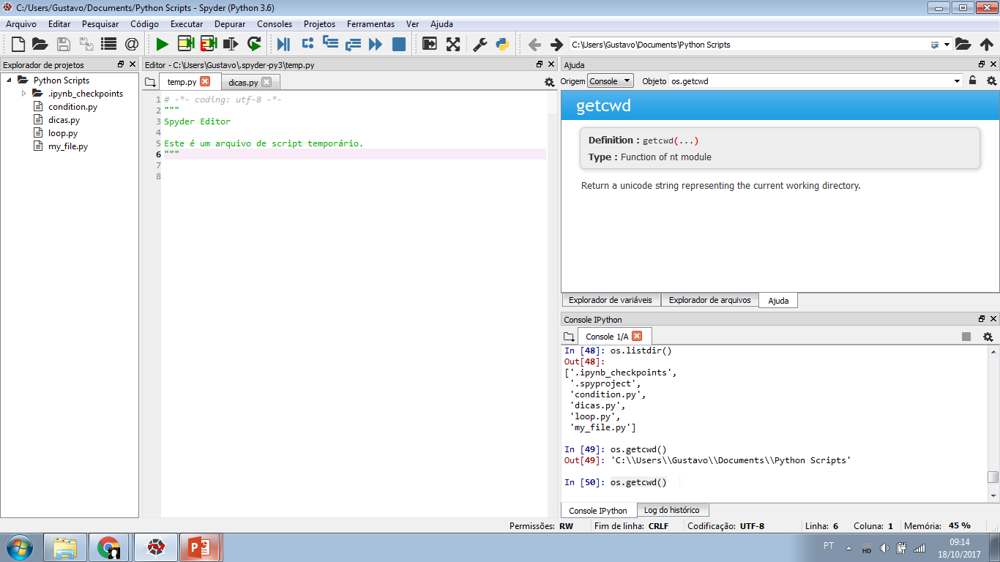 C:/Users/Gustavo/Documents/Python Scripts - Spyder (Python 3.6)
Arquivo Editar Pesquisar Código Executar Depurar Consoles Projetos Ferramentas Ver Ajuda
C:\Users\Gustavo\Documents\Python Scripts
Explorador de projetos
Python Scripts
.ipynb_checkpoints
condition.py
dicas.py
loop.py
my_file.py
Editor - C:\Users\Gustavo\.spyder-py3\temp.py
temp.py dicas.py
1 # -*- coding: utf-8 -*-
2 """
3 Spyder Editor
4
5 Este é um arquivo de script temporário.
6 """
7
8
Ajuda
Origem Console Objeto os.getcwd
getcwd
Definition : getcwd(...)
Type : Function of nt module
Return a unicode string representing the current working directory.
Explorador de variáveis Explorador de arquivos Ajuda
Console IPython
Console 1/A
In [48]: os.listdir()
Out[48]:
['.ipynb_checkpoints',
'.spyproject',
'condition.py',
'dicas.py',
'loop.py',
'my_file.py']
In [49]: os.getcwd()
Out[49]: 'C:\\Users\\Gustavo\\Documents\\Python Scripts'
In [50]: os.getcwd()
Console IPython Log do histórico
Permissões: RW Fim de linha: CRLF Codificação: UTF-8 Linha: 6 Coluna: 1 Memória: 45 %
PT HD 09:14
18/10/2017